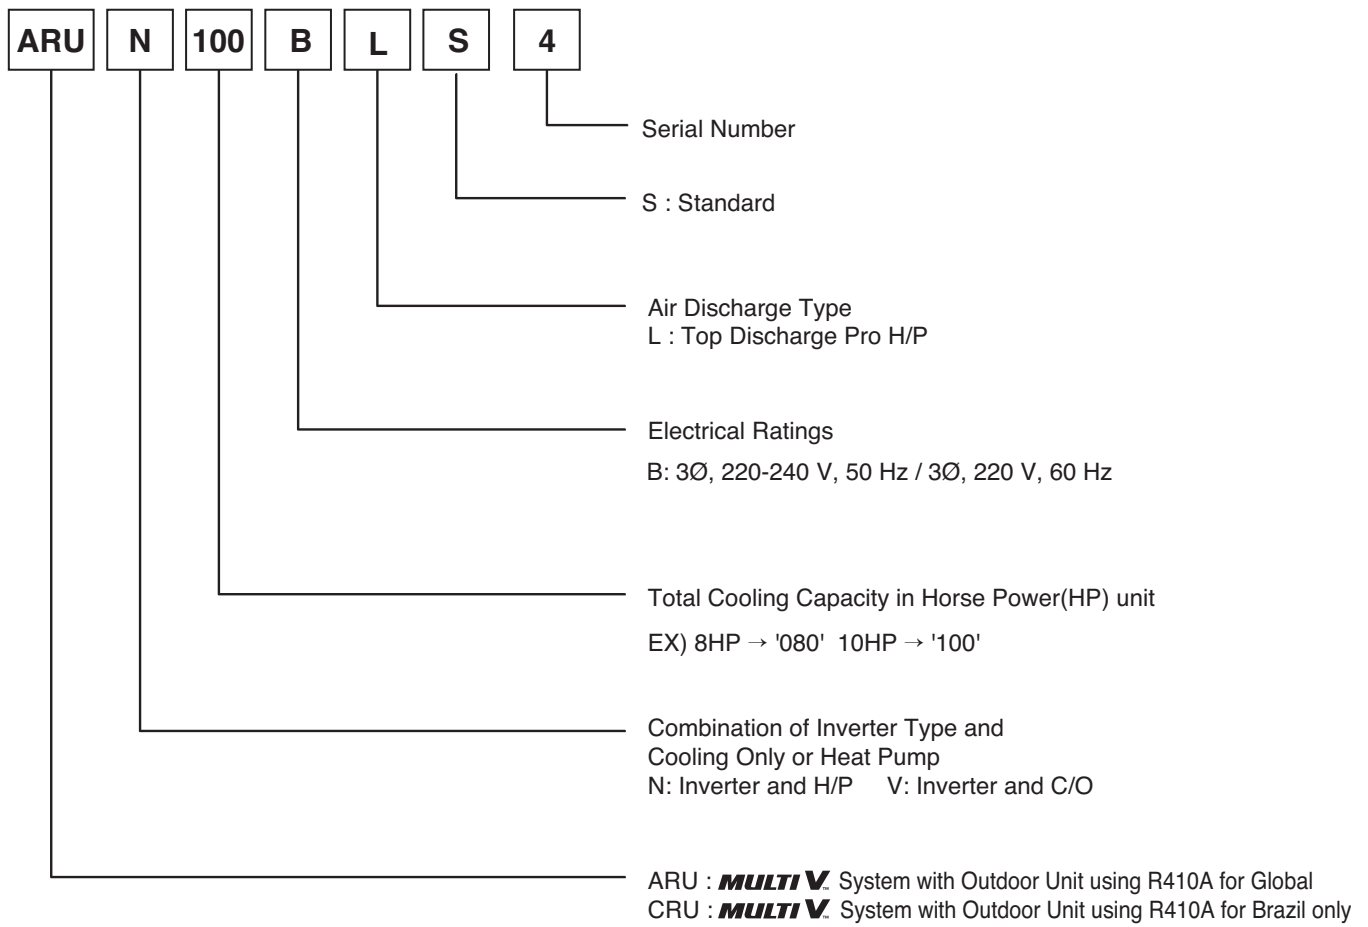 ARU N 100 B L S 4
Serial Number
S : Standard
Air Discharge Type
L : Top Discharge Pro H/P
Electrical Ratings
B: 3Ø, 220-240 V, 50 Hz / 3Ø, 220 V, 60 Hz
Total Cooling Capacity in Horse Power(HP) unit
EX) 8HP → '080' 10HP → '100'
Combination of Inverter Type and
Cooling Only or Heat Pump
N: Inverter and H/P V: Inverter and C/O
ARU : MULTI V™ System with Outdoor Unit using R410A for Global
CRU : MULTI V™ System with Outdoor Unit using R410A for Brazil only